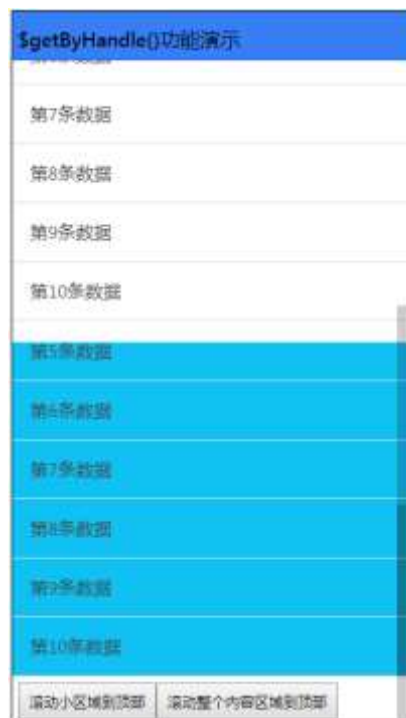 $getByHandle()功能演示
第7条数据
第8条数据
第9条数据
第10条数据
第5条数据
第6条数据
第7条数据
第8条数据
第9条数据
第10条数据
滚动小区域到顶部 滚动整个内容区域到顶部